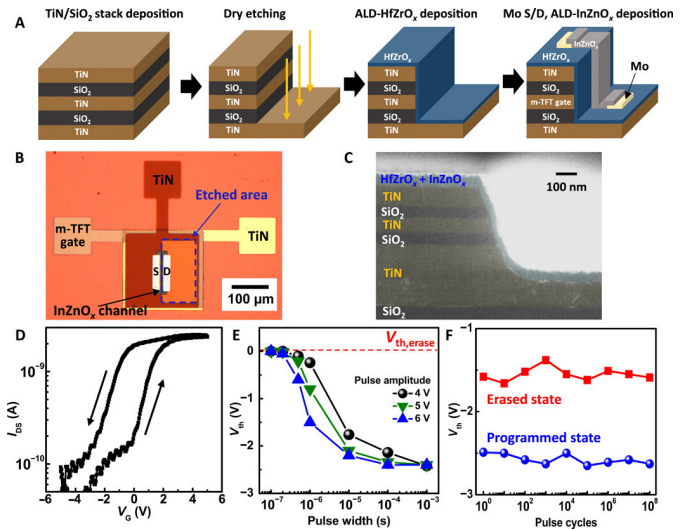 TiN/SiO₂ stack deposition
Dry etching
ALD-HfZrOₓ deposition
Mo S/D, ALD-InZnOₓ deposition
A
TiN
SiO₂
TiN
SiO₂
TiN
TiN
SiO₂
TiN
SiO₂
TiN
HfZrOₓ
TiN
SiO₂
TiN
SiO₂
TiN
HfZrOₓ
InZnOₓ
Mo
TiN
SiO₂
m-TFT gate
SiO₂
TiN
B
TiN
Etched area
m-TFT
gate
TiN
S D
100 μm
InZnOₓ channel
C
100 nm
HfZrOₓ + InZnOₓ
TiN
SiO₂
TiN
SiO₂
TiN
SiO₂
D
10⁻⁹
10⁻¹⁰
I_DS (A)
-6 -4 -2 0 2 4 6
V_G (V)
E
V_th,erase
0
-1
-2
-3
V_th (V)
Pulse amplitude
4 V
5 V
6 V
10⁻⁷ 10⁻⁶ 10⁻⁵ 10⁻⁴ 10⁻³
Pulse width (s)
F
-1
-2
-3
V_th (V)
Erased state
Programmed state
10⁰ 10² 10⁴ 10⁶ 10⁸
Pulse cycles